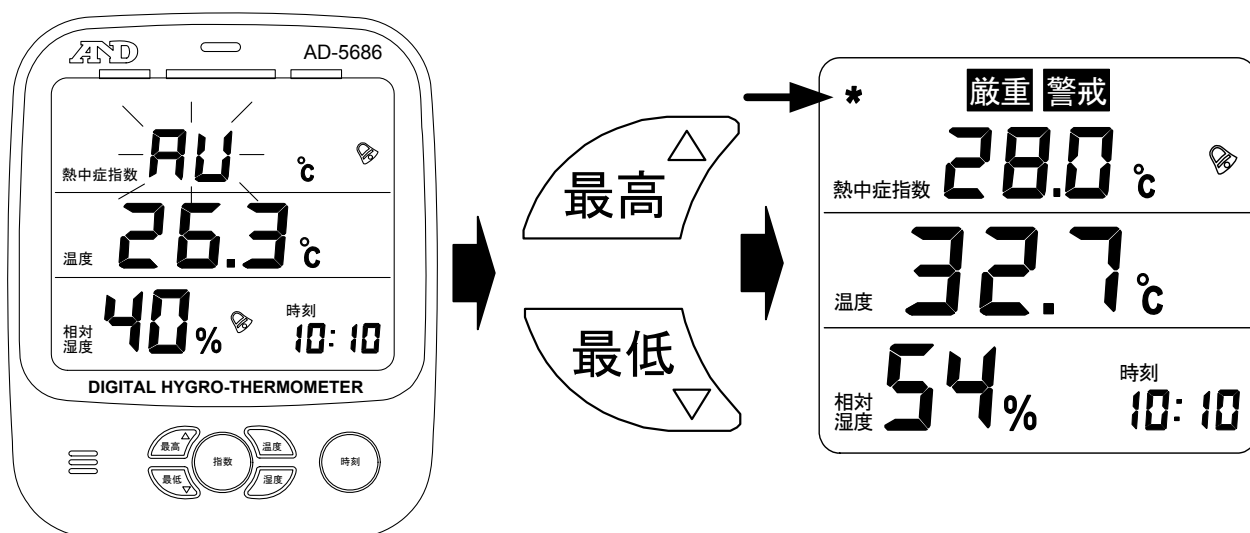 AND
AD-5686
熱中症指数 AU ℃
温度 26.3 ℃
相対湿度 40 % 時刻 10:10
DIGITAL HYGRO-THERMOMETER
最高
最低
指数
温度
湿度
時刻
最高
最低
*
厳重 警戒
熱中症指数 28.0 ℃
温度 32.7 ℃
相対湿度 54 % 時刻 10:10